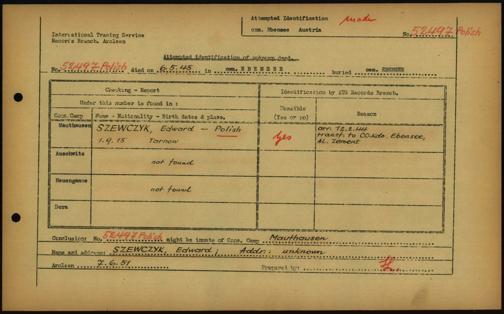 Attempted Identification made
cem. Ebensee Austria
International Tracing Service
Records Branch, Arolsen
No. 52497 Polish
Attempted identification of unknown dead.
No. 52497 Polish died on 6.5.45 in cem. EBENSEE buried cem. EBENSEE
Checking - Report
Identification by ITS Records Branch.
Under this number is found in :
Conc.Camp Name - Nationality - Birth dates & place.
Possible
(Yes or no)
Reason :
Mauthausen SZEWCZYK, Edward - Polish
1.9.15 Tarnow
Yes
arr. 12.2.44
transf. to CO.Kdo. Ebensee,
AL. Zement
Auschwitz not found
Neuengamme not found
Dora
Conclusion: No. 52497 Polish might be inmate of Conc. Camp Mauthausen
Name and address: SZEWCZYK, Edward; Addr: unknown
Arolsen 7.6.51 Prepared by: